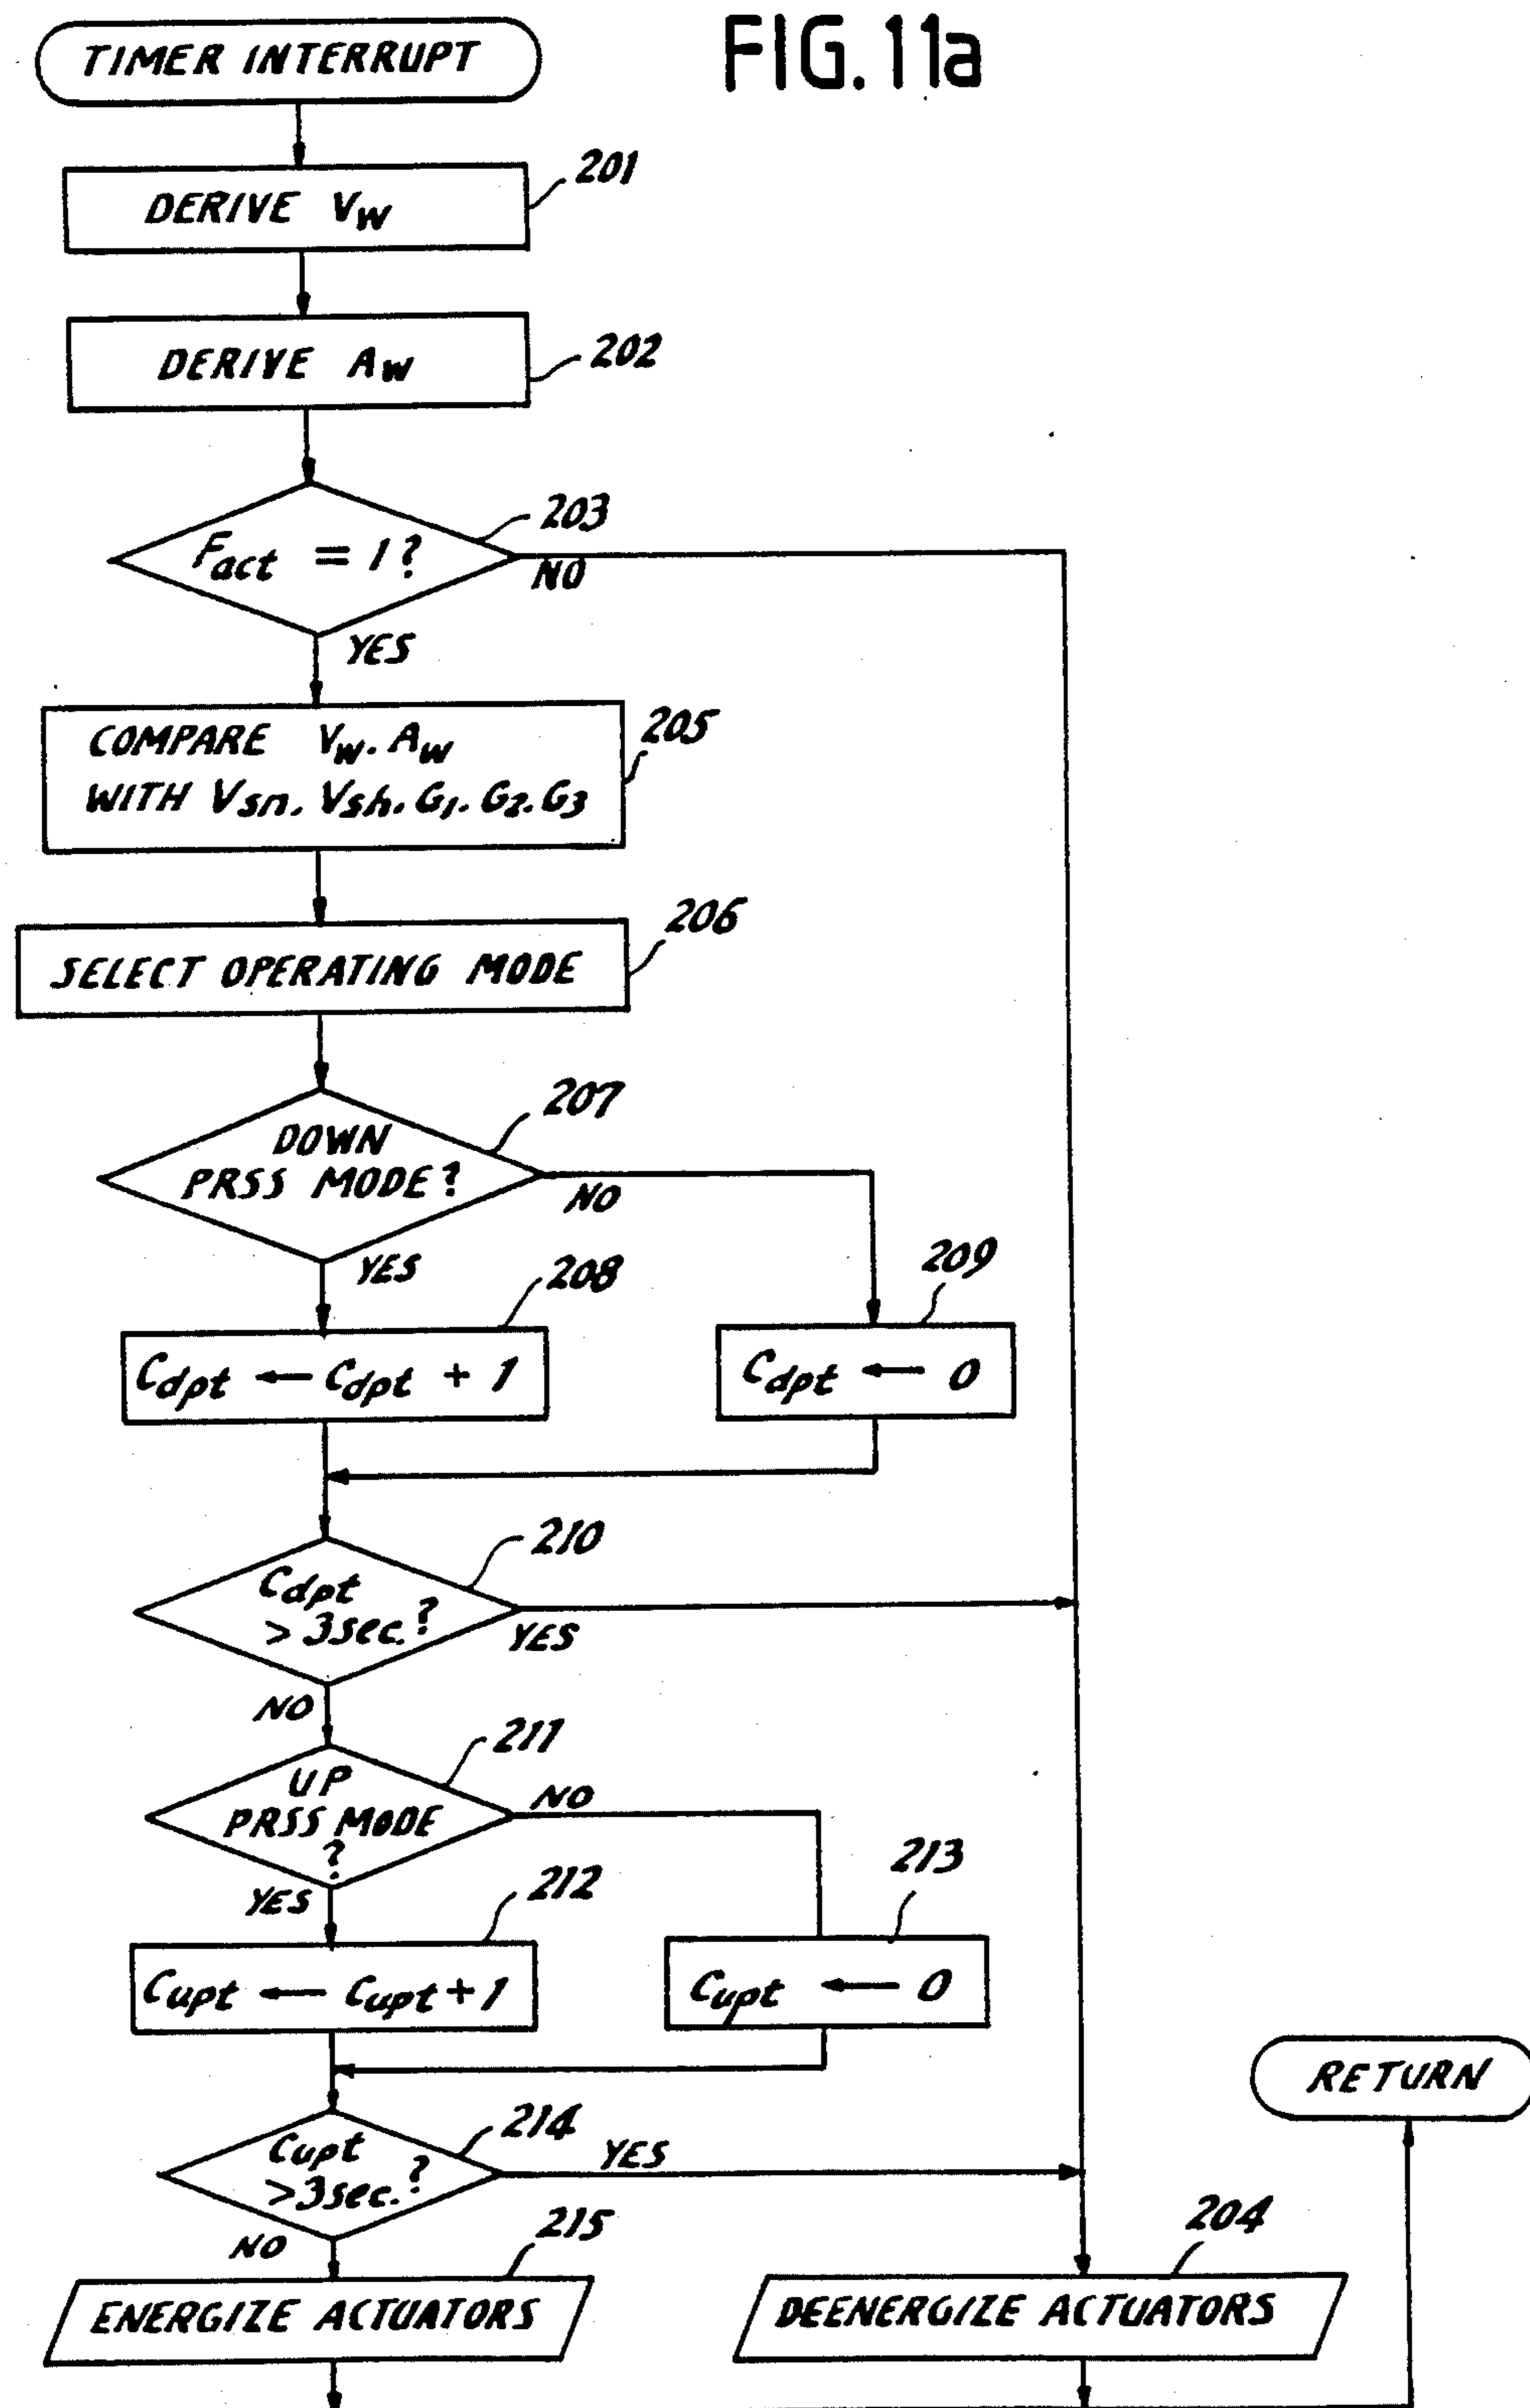 FIG. 11a
TIMER INTERRUPT
201
DERIVE Vw
202
DERIVE Aw
203
Fact = 1 ?
NO
YES
205
COMPARE Vw. Aw
WITH Vsn. Vsh. G1. G2. G3
206
SELECT OPERATING MODE
207
DOWN
PRSS MODE ?
NO
YES
208
209
Cdpt ← Cdpt + 1
Cdpt ← 0
210
Cdpt
> 3sec. ?
YES
NO
211
UP
PRSS MODE
?
NO
YES
212
213
Cupt ← Cupt + 1
Cupt ← 0
RETURN
214
Cupt
>3sec. ?
YES
NO
215
204
ENERGIZE ACTUATORS
DEENERGIZE ACTUATORS